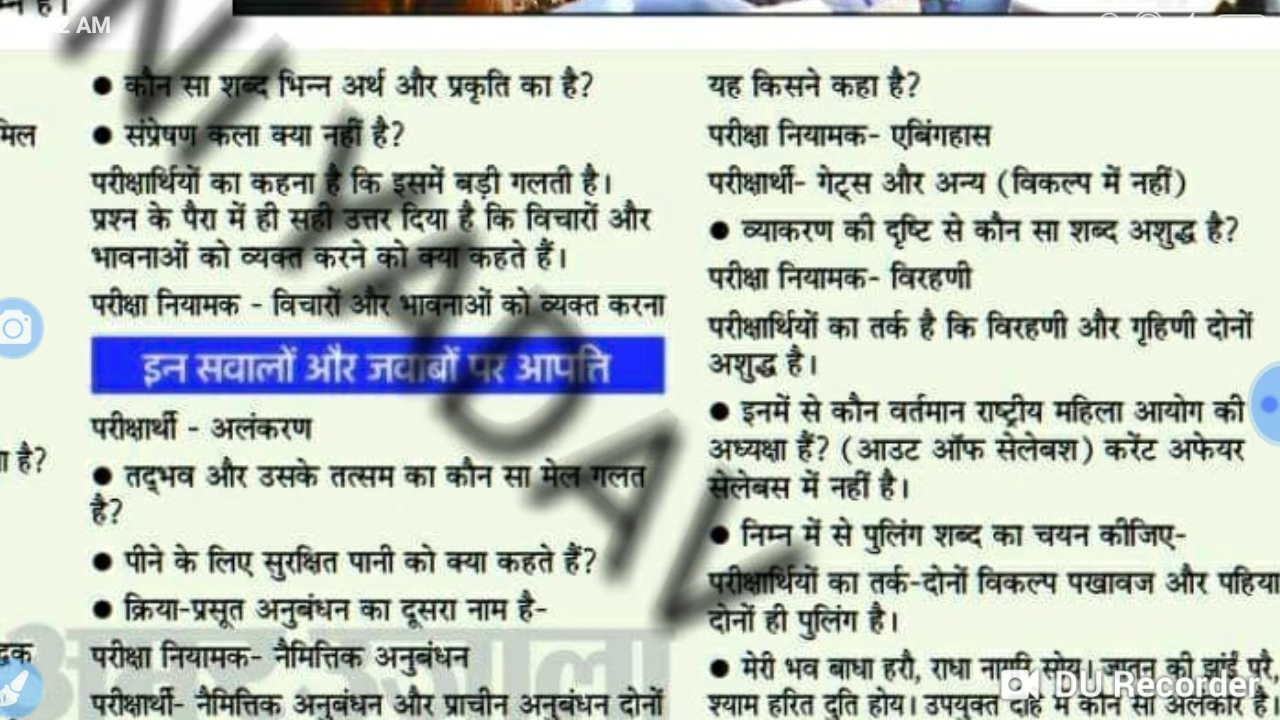 AM
मिल
है?
● कौन सा शब्द भिन्न अर्थ और प्रकृति का है?
● संप्रेषण कला क्या नहीं है?
परीक्षार्थियों का कहना है कि इसमें बड़ी गलती है।
प्रश्न के पैरा में ही सही उत्तर दिया है कि विचारों और
भावनाओं को व्यक्त करने को क्या कहते हैं।
परीक्षा नियामक - विचारों और भावनाओं को व्यक्त करना
इन सवालों और जवाबों पर आपत्ति
परीक्षार्थी - अलंकरण
● तद्भव और उसके तत्सम का कौन सा मेल गलत
है?
● पीने के लिए सुरक्षित पानी को क्या कहते हैं?
● क्रिया-प्रसूत अनुबंधन का दूसरा नाम है-
परीक्षा नियामक- नैमित्तिक अनुबंधन
परीक्षार्थी- नैमित्तिक अनुबंधन और प्राचीन अनुबंधन दोनों
यह किसने कहा है?
परीक्षा नियामक- एबिंगहास
परीक्षार्थी- गेट्स और अन्य (विकल्प में नहीं)
● व्याकरण की दृष्टि से कौन सा शब्द अशुद्ध है?
परीक्षा नियामक- विरहणी
परीक्षार्थियों का तर्क है कि विरहणी और गृहिणी दोनों
अशुद्ध है।
● इनमें से कौन वर्तमान राष्ट्रीय महिला आयोग की
अध्यक्षा हैं? (आउट ऑफ सेलेबश) करेंट अफेयर
सेलेबस में नहीं है।
● निम्न में से पुलिंग शब्द का चयन कीजिए-
परीक्षार्थियों का तर्क-दोनों विकल्प पखावज और पहिया
दोनों ही पुलिंग है।
● मेरी भव बाधा हरौ, राधा नागरि सोय। जातन की झांई परै,
श्याम हरित दुति होय। उपयुक्त दोहे में कौन सा अलंकार है।
NI YADAV
अमर उजाला
DU Recorder